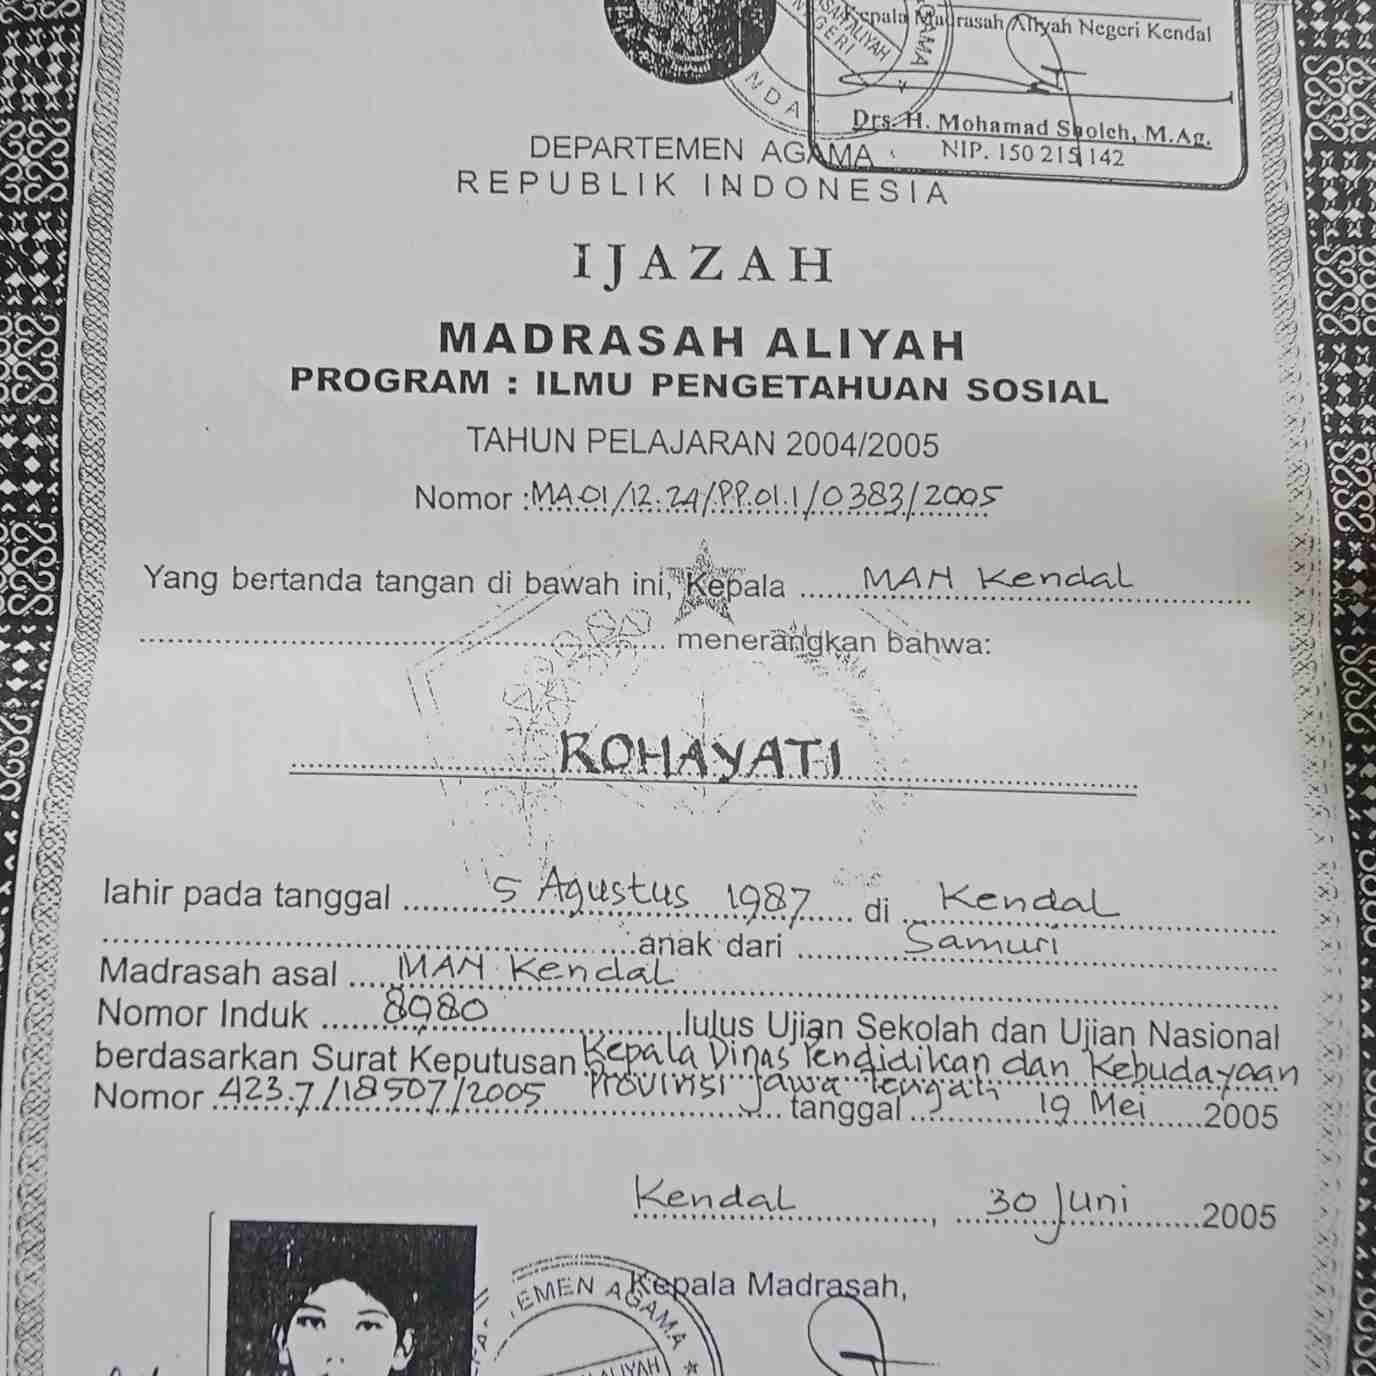 Kepala Madrasah Aliyah Negeri Kendal
Drs. H. Mohamad Sholeh, M.Ag.
NIP. 150 215 142
DEPARTEMEN AGAMA
REPUBLIK INDONESIA
IJAZAH
MADRASAH ALIYAH
PROGRAM : ILMU PENGETAHUAN SOSIAL
TAHUN PELAJARAN 2004/2005
Nomor : MA.01/12.24/PP.01.1/0383/2005
Yang bertanda tangan di bawah ini, Kepala MAN Kendal
menerangkan bahwa:
ROHAYATI
lahir pada tanggal 5 Agustus 1987 di Kendal
anak dari Samuri
Madrasah asal MAN Kendal
Nomor Induk 8980 lulus Ujian Sekolah dan Ujian Nasional
berdasarkan Surat Keputusan Kepala Dinas Pendidikan dan Kebudayaan
Provinsi Jawa Tengah
Nomor 423.7/18507/2005 tanggal 19 Mei 2005
Kendal, 30 Juni 2005
Kepala Madrasah,
EMEN AGAMA